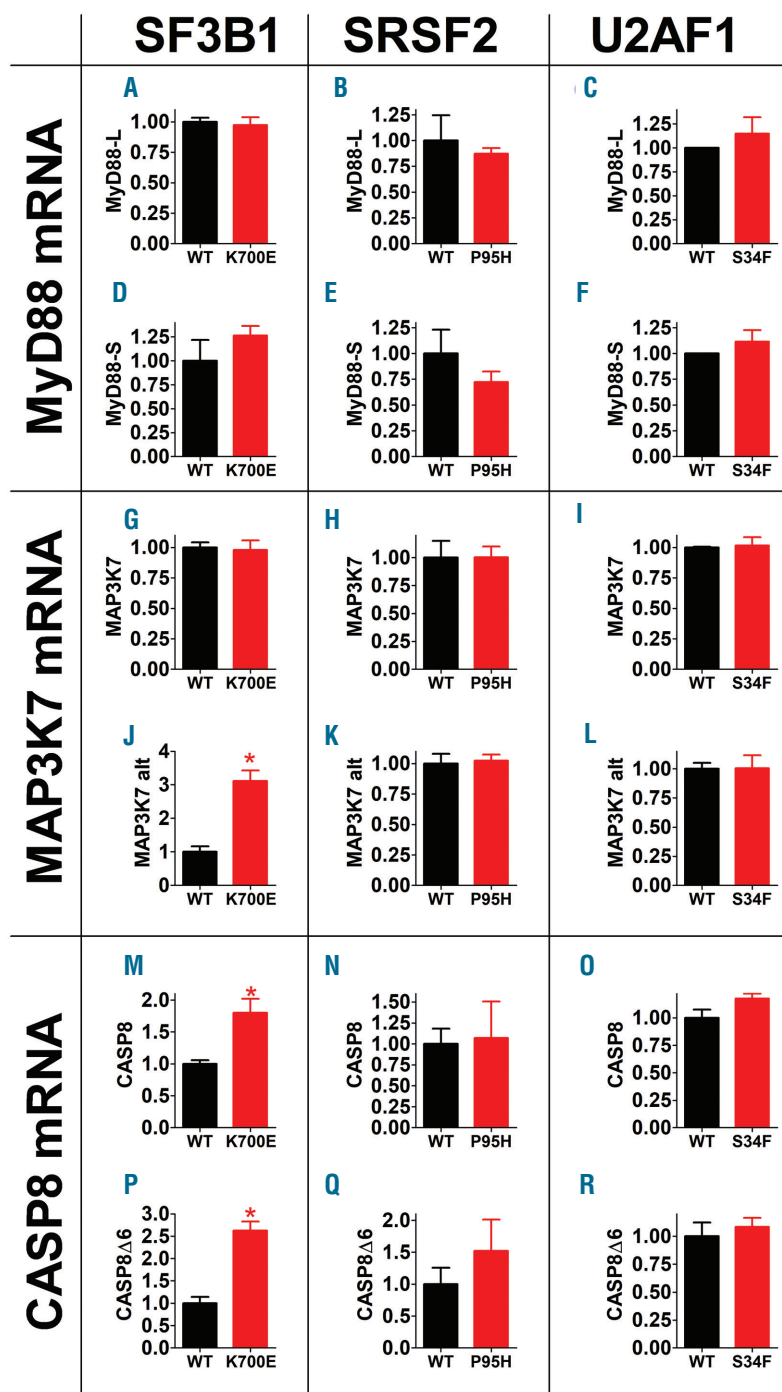 SF3B1 SRSF2 U2AF1
MyD88 mRNA
A B C
MyD88-L
1.00
0.75
0.50
0.25
0.00
WT K700E
MyD88-L
1.25
1.00
0.75
0.50
0.25
0.00
WT P95H
MyD88-L
1.25
1.00
0.75
0.50
0.25
0.00
WT S34F
D E F
MyD88-S
1.25
1.00
0.75
0.50
0.25
0.00
WT K700E
MyD88-S
1.25
1.00
0.75
0.50
0.25
0.00
WT P95H
MyD88-S
1.25
1.00
0.75
0.50
0.25
0.00
WT S34F
MAP3K7 mRNA
G H I
MAP3K7
1.00
0.75
0.50
0.25
0.00
WT K700E
MAP3K7
1.00
0.75
0.50
0.25
0.00
WT P95H
MAP3K7
1.00
0.75
0.50
0.25
0.00
WT S34F
J K L
MAP3K7 alt
4
3
2
1
0
*
WT K700E
MAP3K7 alt
1.00
0.75
0.50
0.25
0.00
WT P95H
MAP3K7 alt
1.00
0.75
0.50
0.25
0.00
WT S34F
CASP8 mRNA
M N O
CASP8
2.0
1.5
1.0
0.5
0.0
*
WT K700E
CASP8
1.50
1.25
1.00
0.75
0.50
0.25
0.00
WT P95H
CASP8
1.00
0.75
0.50
0.25
0.00
WT S34F
P Q R
CASP8Δ6
3.0
2.5
2.0
1.5
1.0
0.5
0.0
*
WT K700E
CASP8Δ6
2.0
1.5
1.0
0.5
0.0
WT P95H
CASP8Δ6
1.00
0.75
0.50
0.25
0.00
WT S34F